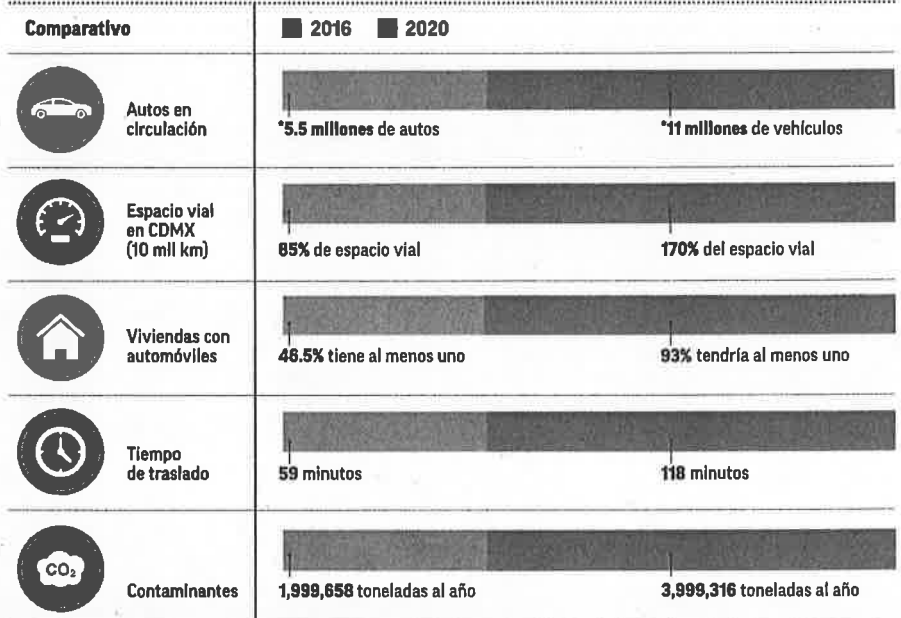 Comparativo
2016 2020
Autos en
circulación
*5.5 millones de autos
*11 millones de vehículos
Espacio vial
en CDMX
(10 mil km)
85% de espacio vial
170% del espacio vial
Viviendas con
automóviles
46.5% tiene al menos uno
93% tendría al menos uno
Tiempo
de traslado
59 minutos
118 minutos
CO₂
Contaminantes
1,999,658 toneladas al año
3,999,316 toneladas al año